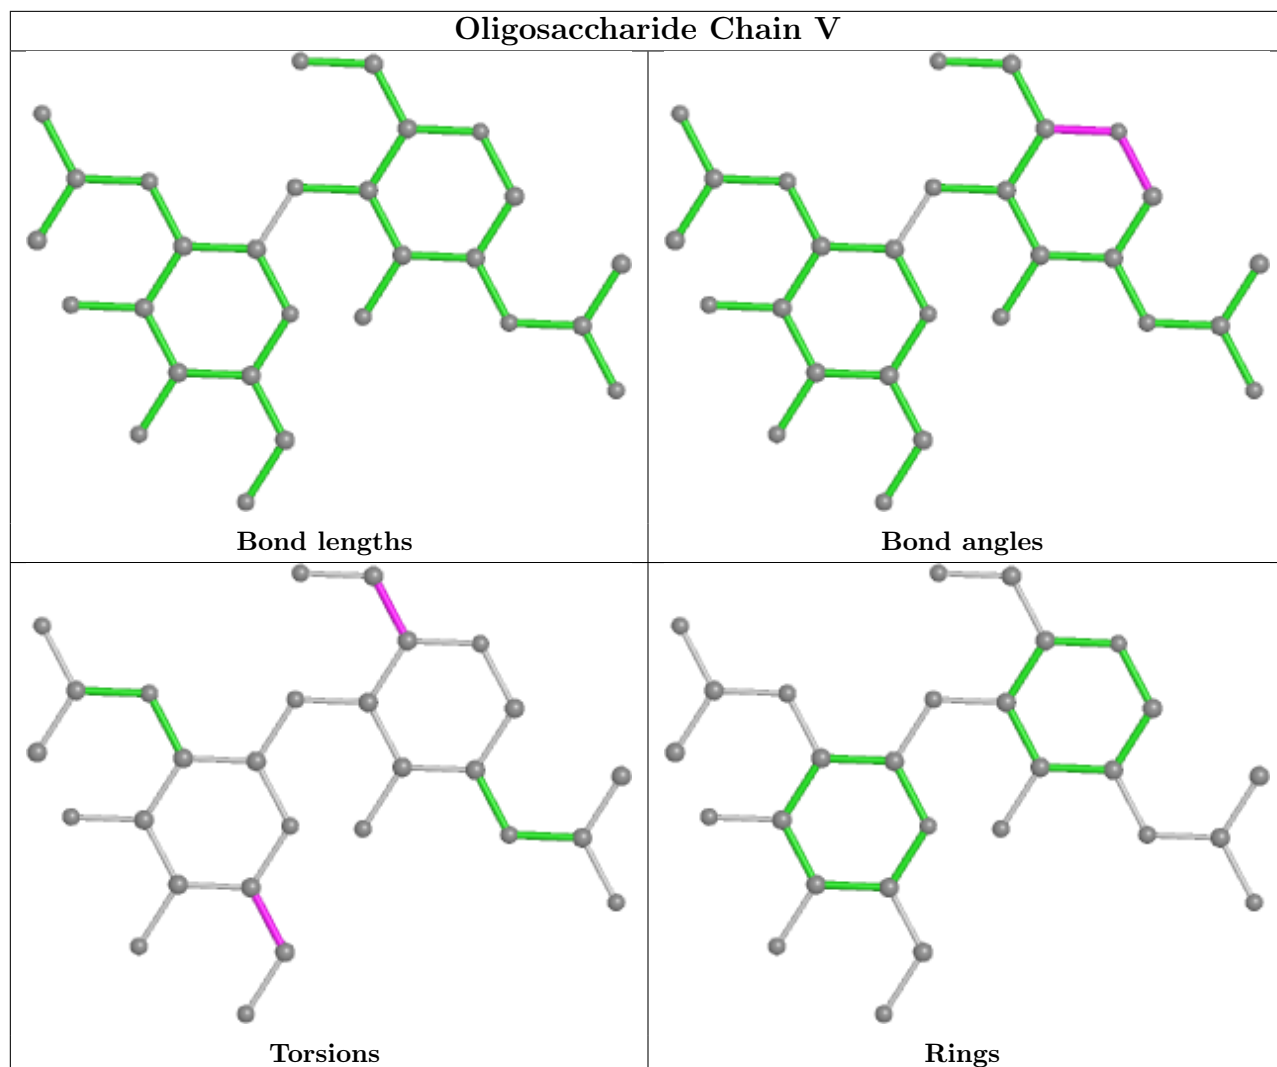 Oligosaccharide Chain V
Bond lengths
Bond angles
Torsions
Rings